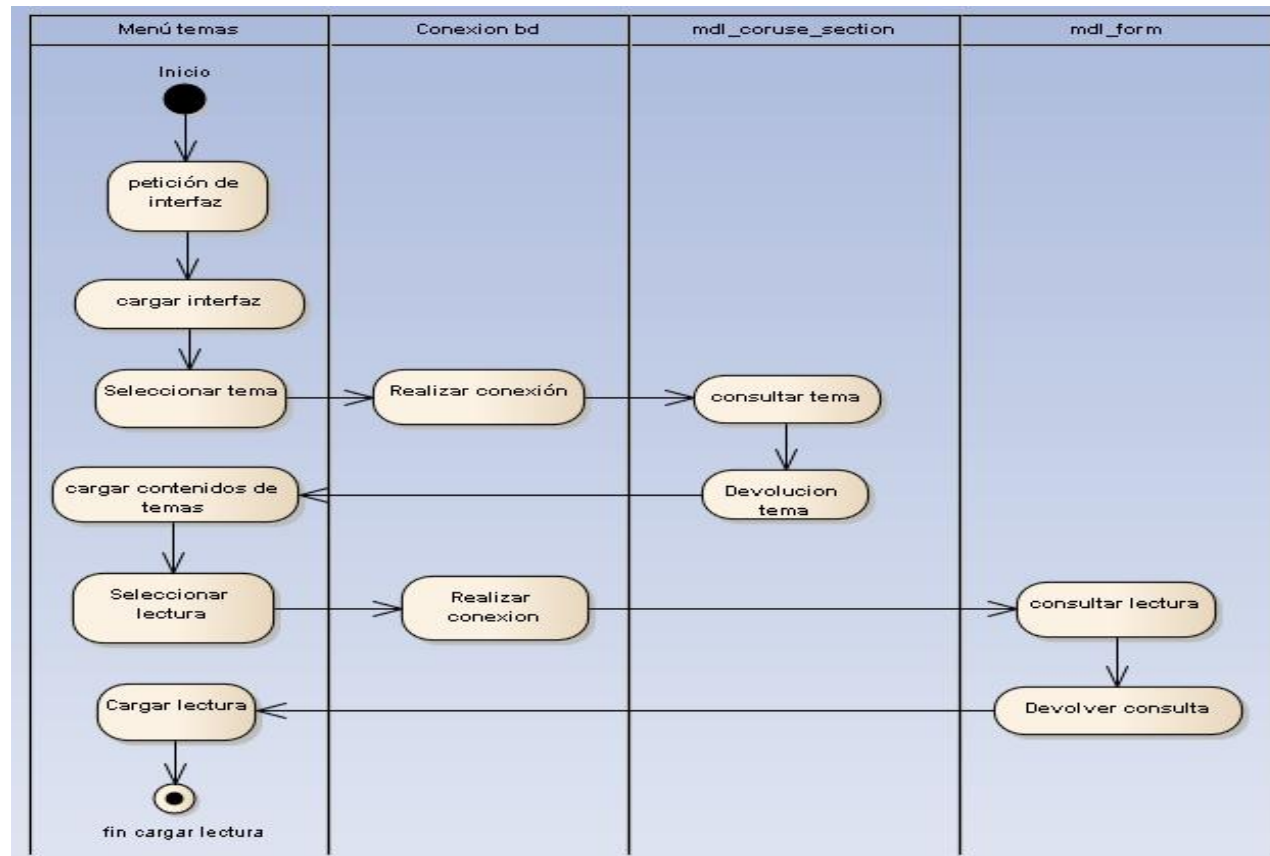 Menú temas
Conexion bd
mdl_coruse_section
mdl_form
Inicio
petición de
interfaz
cargar interfaz
Seleccionar tema
Realizar conexión
consultar tema
cargar contenidos de
temas
Devolucion
tema
Seleccionar
lectura
Realizar
conexion
consultar lectura
Cargar lectura
Devolver consulta
fin cargar lectura